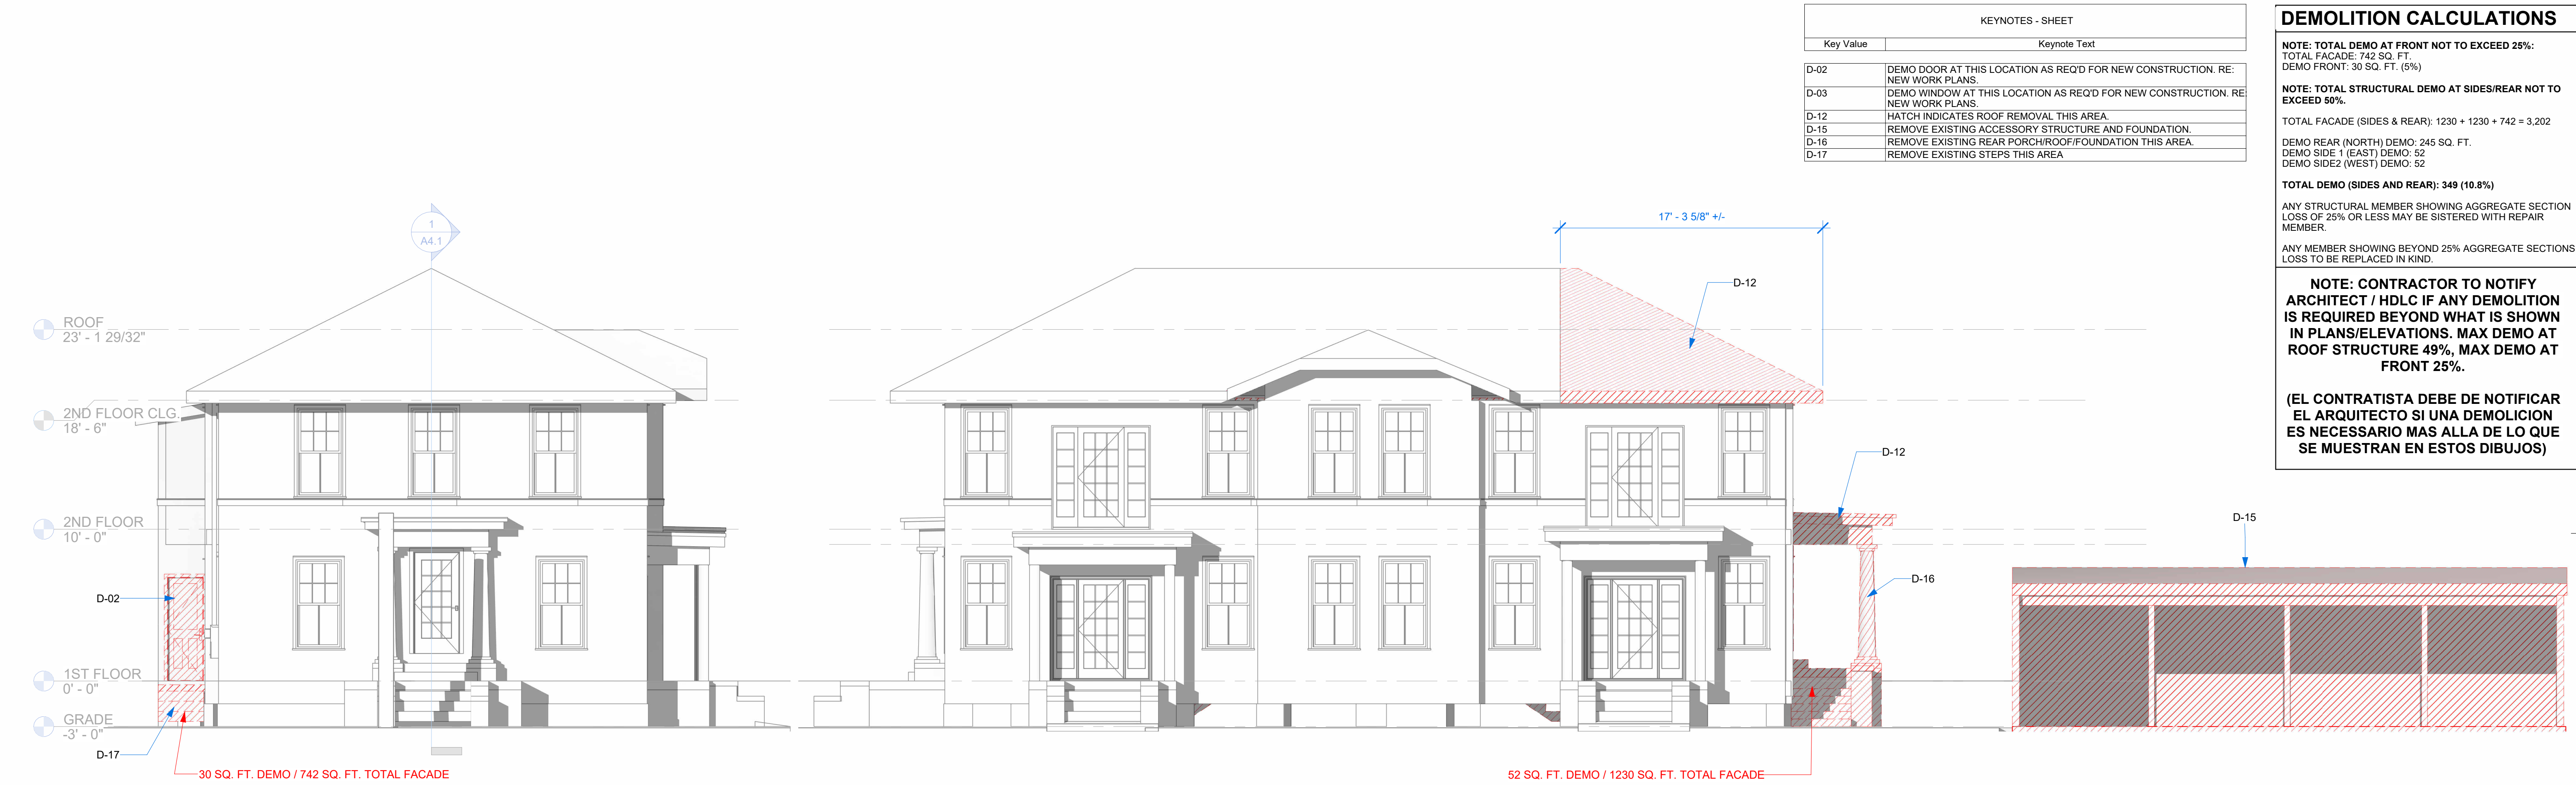 KEYNOTES - SHEET
Key Value Keynote Text
D-02 DEMO DOOR AT THIS LOCATION AS REQ'D FOR NEW CONSTRUCTION. RE:
NEW WORK PLANS.
D-03 DEMO WINDOW AT THIS LOCATION AS REQ'D FOR NEW CONSTRUCTION. RE:
NEW WORK PLANS.
D-12 HATCH INDICATES ROOF REMOVAL THIS AREA.
D-15 REMOVE EXISTING ACCESSORY STRUCTURE AND FOUNDATION.
D-16 REMOVE EXISTING REAR PORCH/ROOF/FOUNDATION THIS AREA.
D-17 REMOVE EXISTING STEPS THIS AREA
DEMOLITION CALCULATIONS
NOTE: TOTAL DEMO AT FRONT NOT TO EXCEED 25%:
TOTAL FACADE: 742 SQ. FT.
DEMO FRONT: 30 SQ. FT. (5%)
NOTE: TOTAL STRUCTURAL DEMO AT SIDES/REAR NOT TO
EXCEED 50%.
TOTAL FACADE (SIDES & REAR): 1230 + 1230 + 742 = 3,202
DEMO REAR (NORTH) DEMO: 245 SQ. FT.
DEMO SIDE 1 (EAST) DEMO: 52
DEMO SIDE2 (WEST) DEMO: 52
TOTAL DEMO (SIDES AND REAR): 349 (10.8%)
ANY STRUCTURAL MEMBER SHOWING AGGREGATE SECTION
LOSS OF 25% OR LESS MAY BE SISTERED WITH REPAIR
MEMBER.
ANY MEMBER SHOWING BEYOND 25% AGGREGATE SECTIONS
LOSS TO BE REPLACED IN KIND.
NOTE: CONTRACTOR TO NOTIFY
ARCHITECT / HDLC IF ANY DEMOLITION
IS REQUIRED BEYOND WHAT IS SHOWN
IN PLANS/ELEVATIONS. MAX DEMO AT
ROOF STRUCTURE 49%, MAX DEMO AT
FRONT 25%.
(EL CONTRATISTA DEBE DE NOTIFICAR
EL ARQUITECTO SI UNA DEMOLICION
ES NECESSARIO MAS ALLA DE LO QUE
SE MUESTRAN EN ESTOS DIBUJOS)
1
A4.1
17' - 3 5/8" +/-
D-12
ROOF
23' - 1 29/32"
2ND FLOOR CLG.
18' - 6"
D-12
2ND FLOOR
10' - 0"
D-15
D-02
D-16
1ST FLOOR
0' - 0"
GRADE
-3' - 0"
D-17
30 SQ. FT. DEMO / 742 SQ. FT. TOTAL FACADE
52 SQ. FT. DEMO / 1230 SQ. FT. TOTAL FACADE